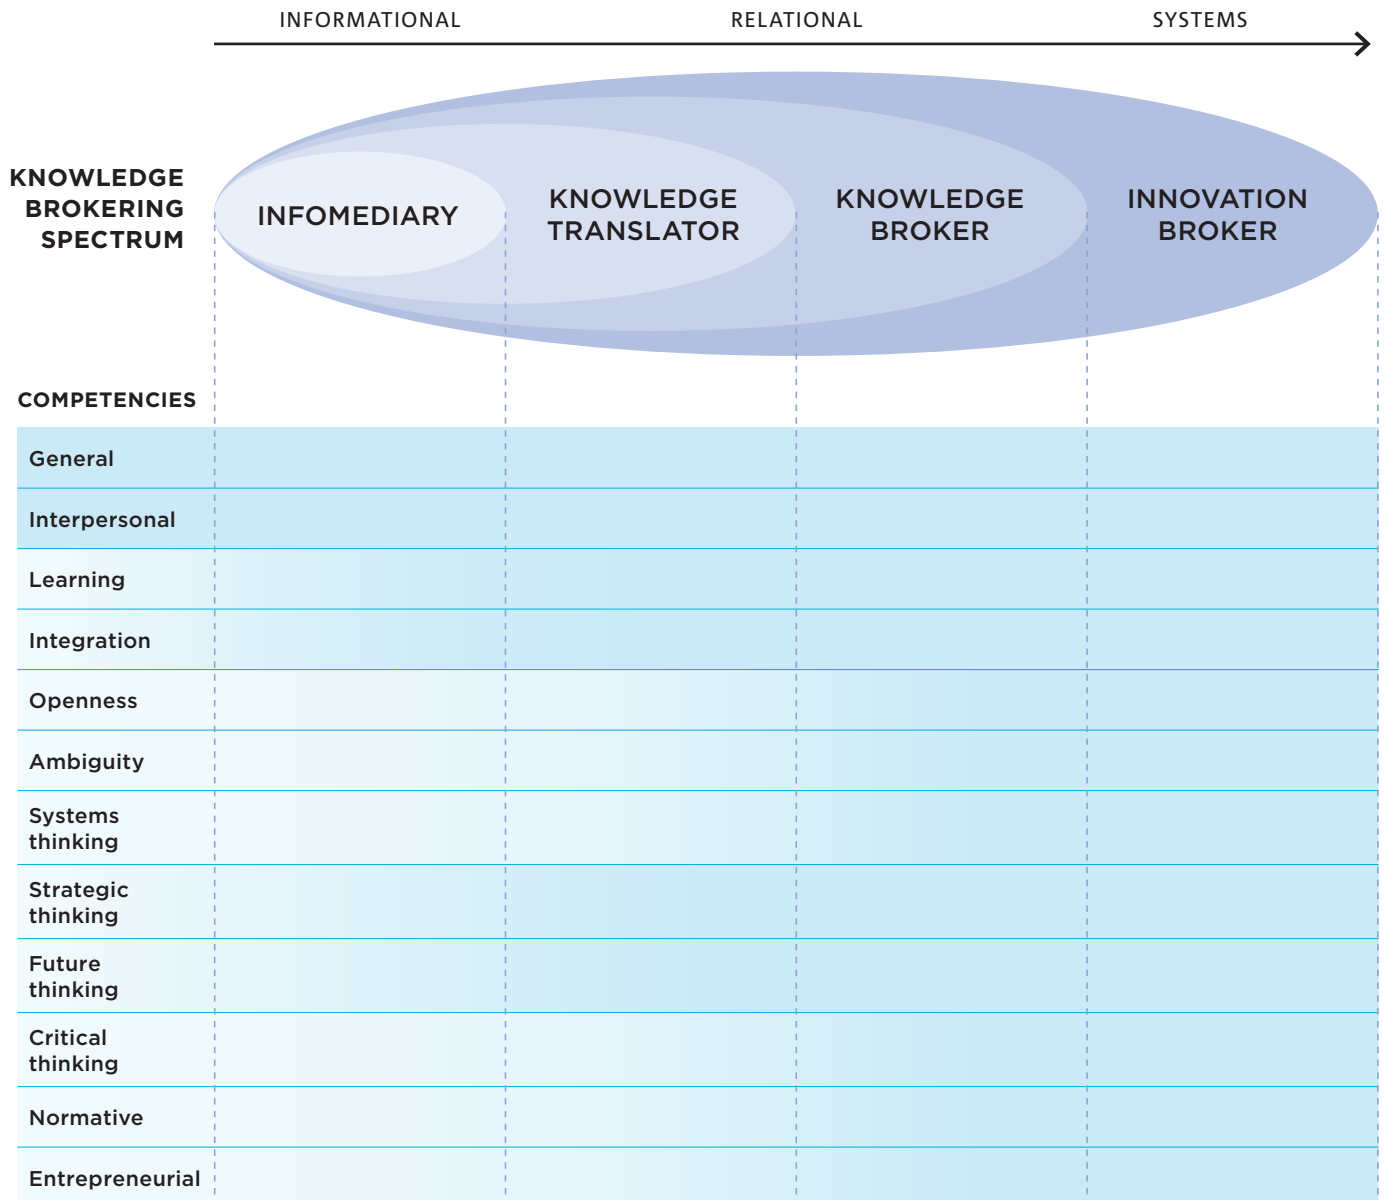 INFORMATIONAL RELATIONAL SYSTEMS
KNOWLEDGE
BROKERING
SPECTRUM
INFOMEDIARY
KNOWLEDGE
TRANSLATOR
KNOWLEDGE
BROKER
INNOVATION
BROKER
COMPETENCIES
General
Interpersonal
Learning
Integration
Openness
Ambiguity
Systems
thinking
Strategic
thinking
Future
thinking
Critical
thinking
Normative
Entrepreneurial